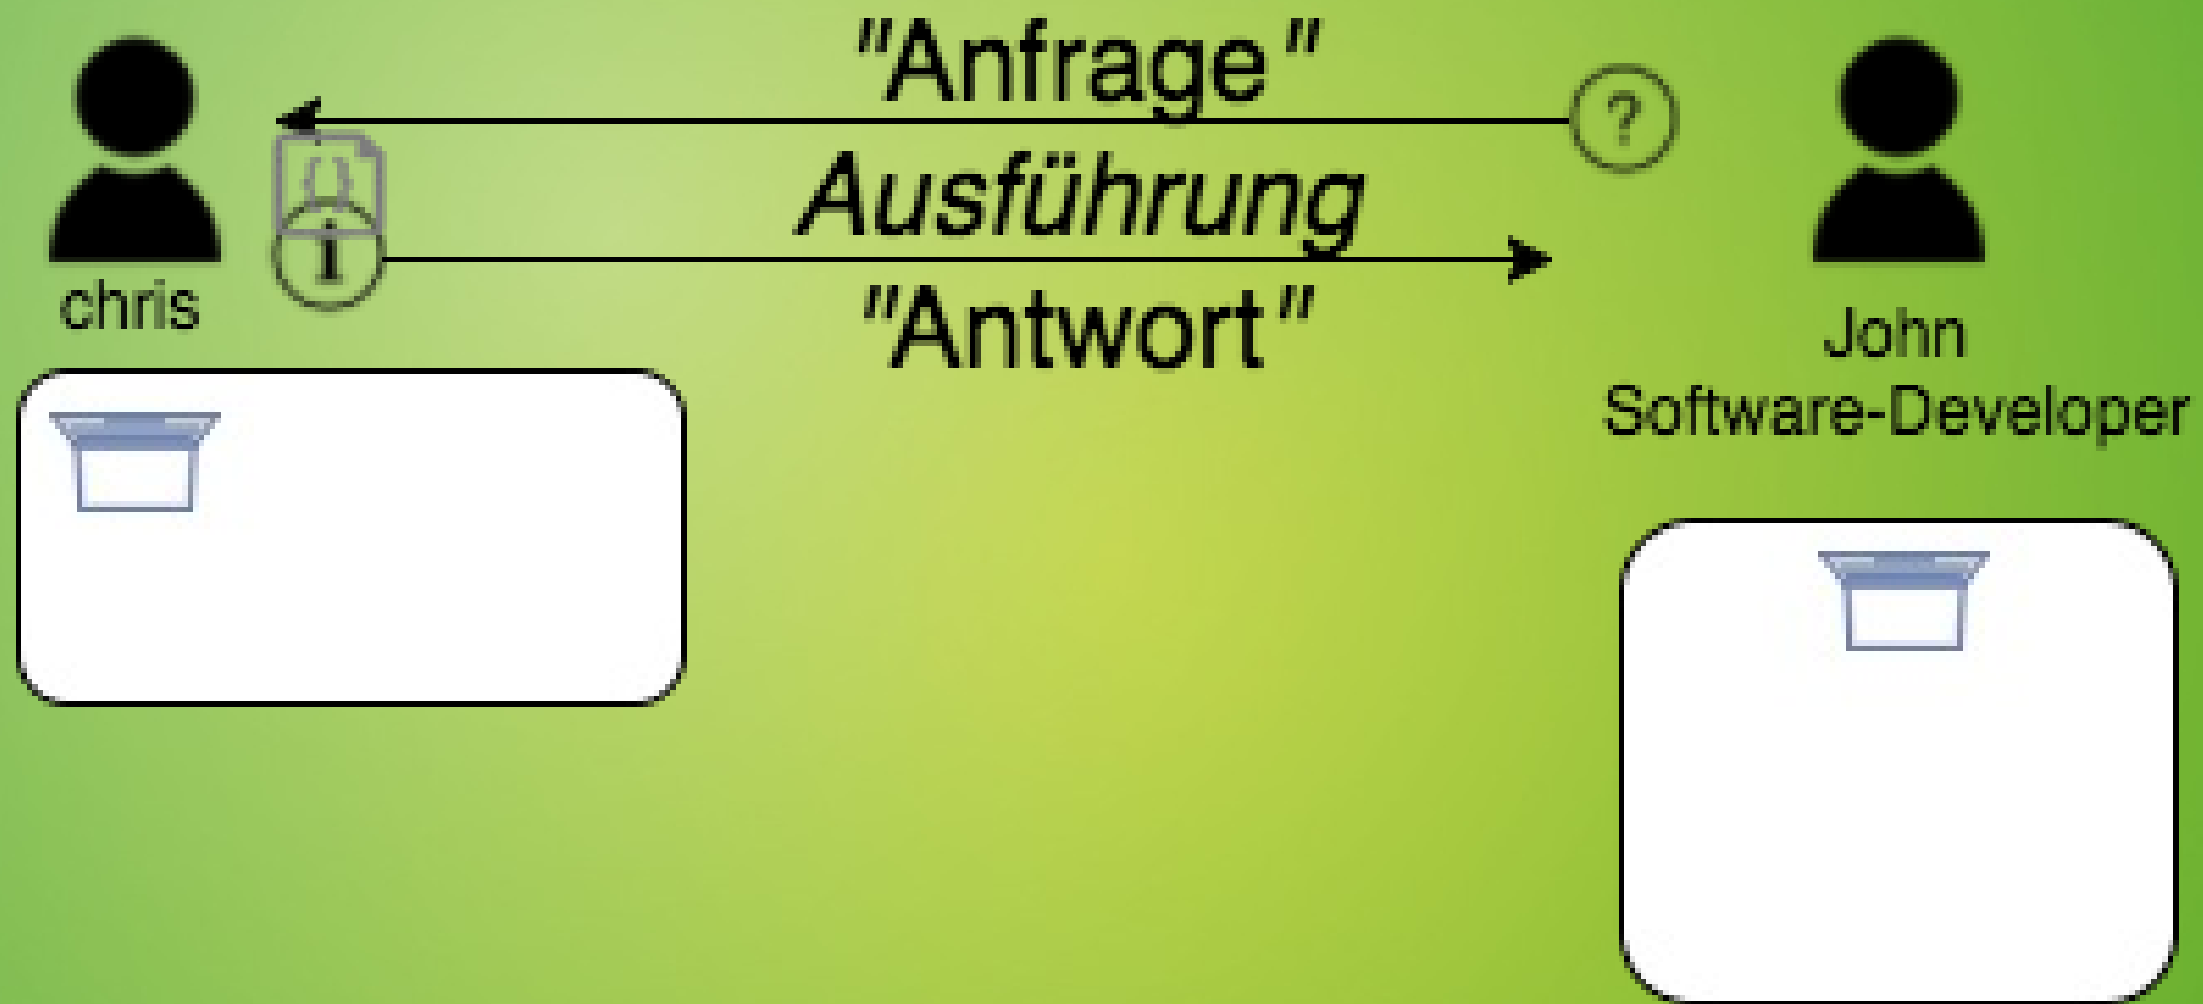 "Anfrage"
?
Ausführung
{}
i
"Antwort"
chris
John
Software-Developer